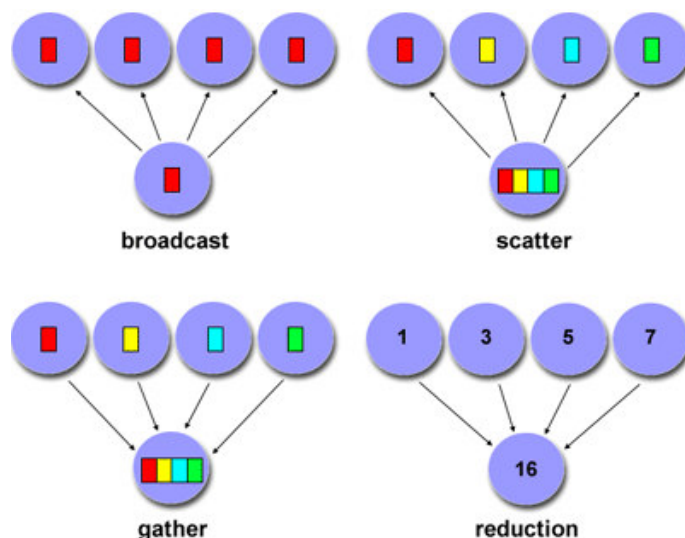 broadcast
scatter
1 3 5 7
16
gather
reduction